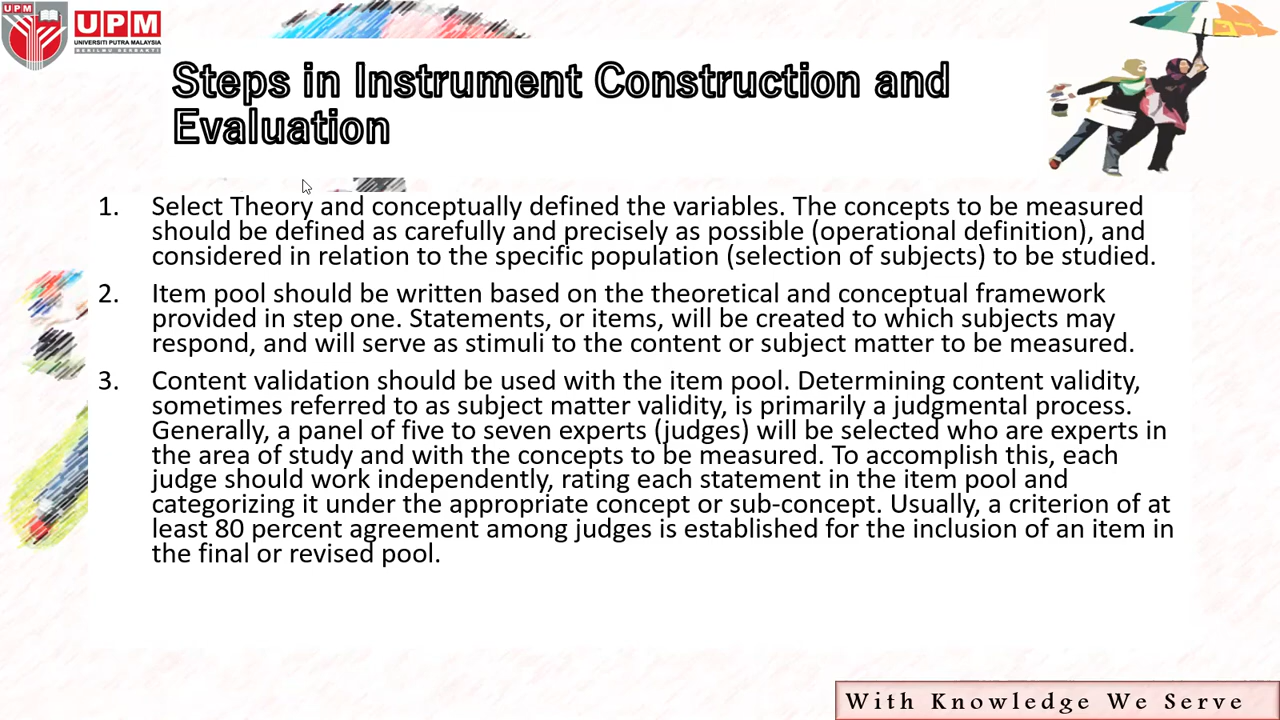 UPM
UPM
UNIVERSITI PUTRA MALAYSIA
BERILMU BERBAKTI
Steps in Instrument Construction and
Evaluation
1. Select Theory and conceptually defined the variables. The concepts to be measured
should be defined as carefully and precisely as possible (operational definition), and
considered in relation to the specific population (selection of subjects) to be studied.
2. Item pool should be written based on the theoretical and conceptual framework
provided in step one. Statements, or items, will be created to which subjects may
respond, and will serve as stimuli to the content or subject matter to be measured.
3. Content validation should be used with the item pool. Determining content validity,
sometimes referred to as subject matter validity, is primarily a judgmental process.
Generally, a panel of five to seven experts (judges) will be selected who are experts in
the area of study and with the concepts to be measured. To accomplish this, each
judge should work independently, rating each statement in the item pool and
categorizing it under the appropriate concept or sub-concept. Usually, a criterion of at
least 80 percent agreement among judges is established for the inclusion of an item in
the final or revised pool.
With Knowledge We Serve